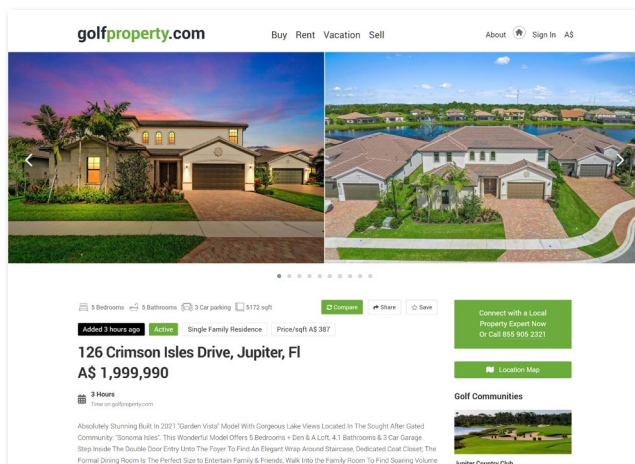 golfproperty.com
Buy Rent Vacation Sell
About Sign In A$
5 Bedrooms 5 Bathrooms 3 Car parking 5172 sqft
Compare Share Save
Added 3 hours ago Active Single Family Residence Price/sqft A$ 387
126 Crimson Isles Drive, Jupiter, Fl
A$ 1,999,990
3 Hours
Time on golfproperty.com
Absolutely Stunning Built In 2021 "Garden Vista" Model With Gorgeous Lake Views Located In The Sought After Gated
Community: "Sonoma Isles". This Wonderful Model Offers 5 Bedrooms + Den & A Loft, 4.1 Bathrooms & 3 Car Garage
Step Inside The Double Door Entry Unto The Foyer To Find An Elegant Wrap Around Staircase, Dedicated Coat Closet; The
Formal Dining Room Is The Perfect Size to Entertain Family & Friends, Walk Into the Family Room To Find Soaring Volume
Connect with a Local
Property Expert Now
Or Call 855 905 2321
Location Map
Golf Communities
Jupiter Country Club